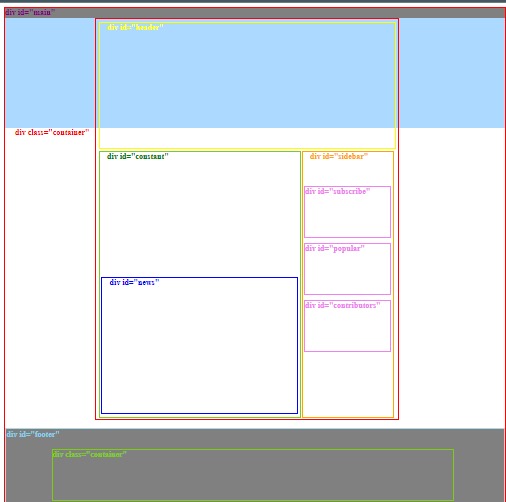 div id="main"
div id="header"
div class="container"
div id="constant"
div id="sidebar"
div id="subscribe"
div id="popular"
div id="news"
div id="contributors"
div id="footer"
div class="container"